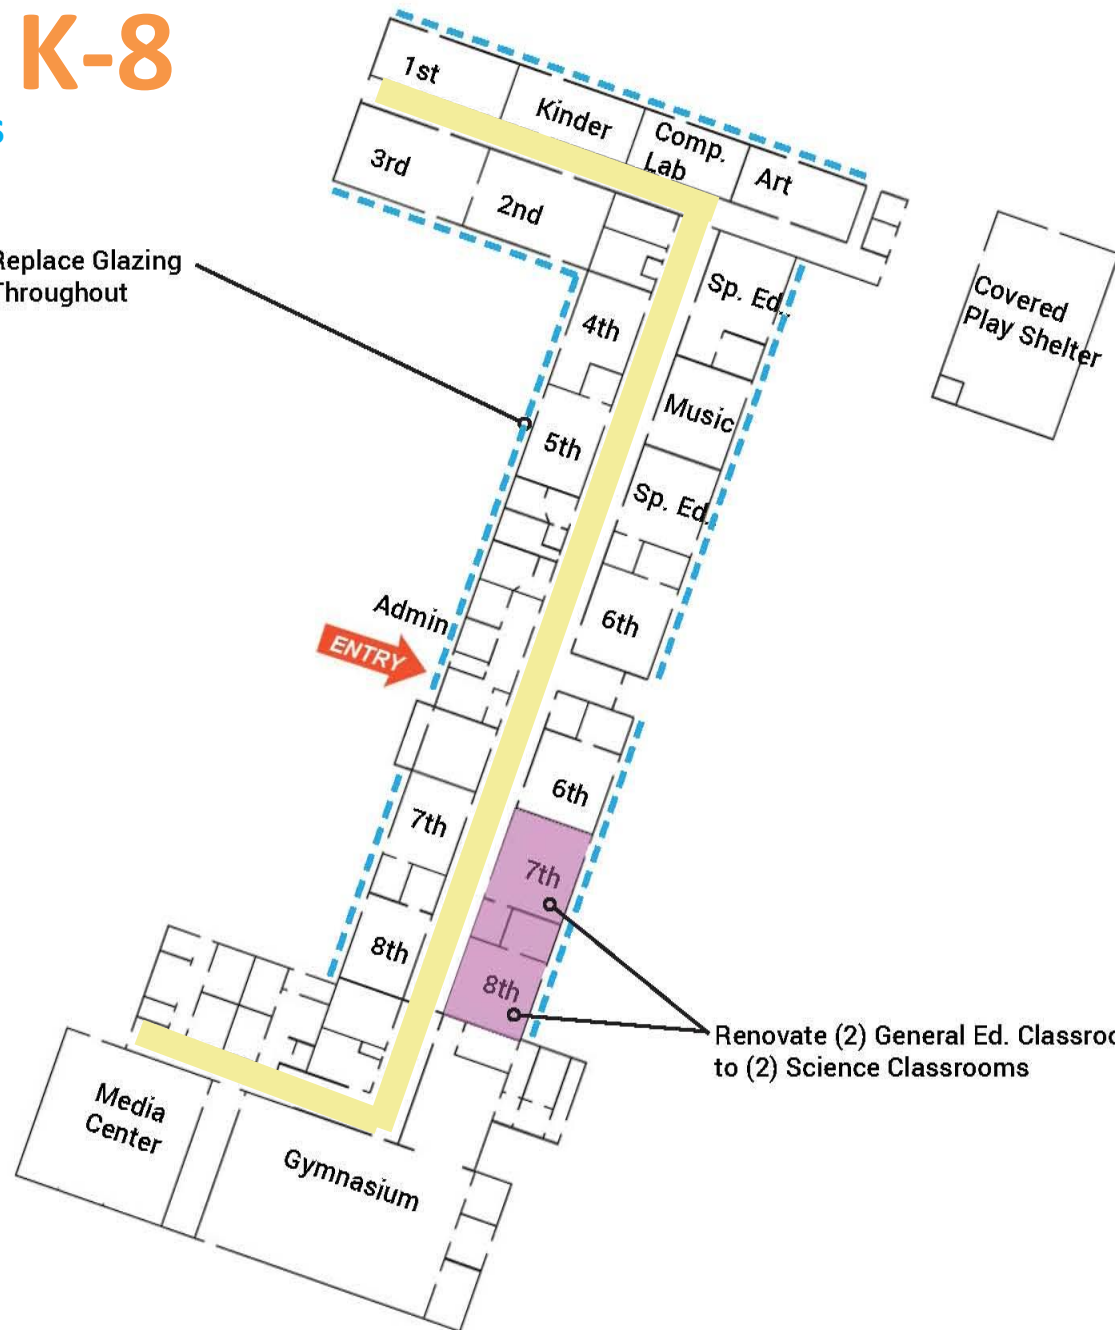 K-8
s
1st
Kinder
Comp.
Lab
Art
3rd
2nd
Replace Glazing
Throughout
Sp. Ed.
Covered
Play Shelter
4th
Music
5th
Sp. Ed.
Admin
6th
ENTRY
6th
7th
7th
8th
8th
Renovate (2) General Ed. Classroo
to (2) Science Classrooms
Media
Center
Gymnasium